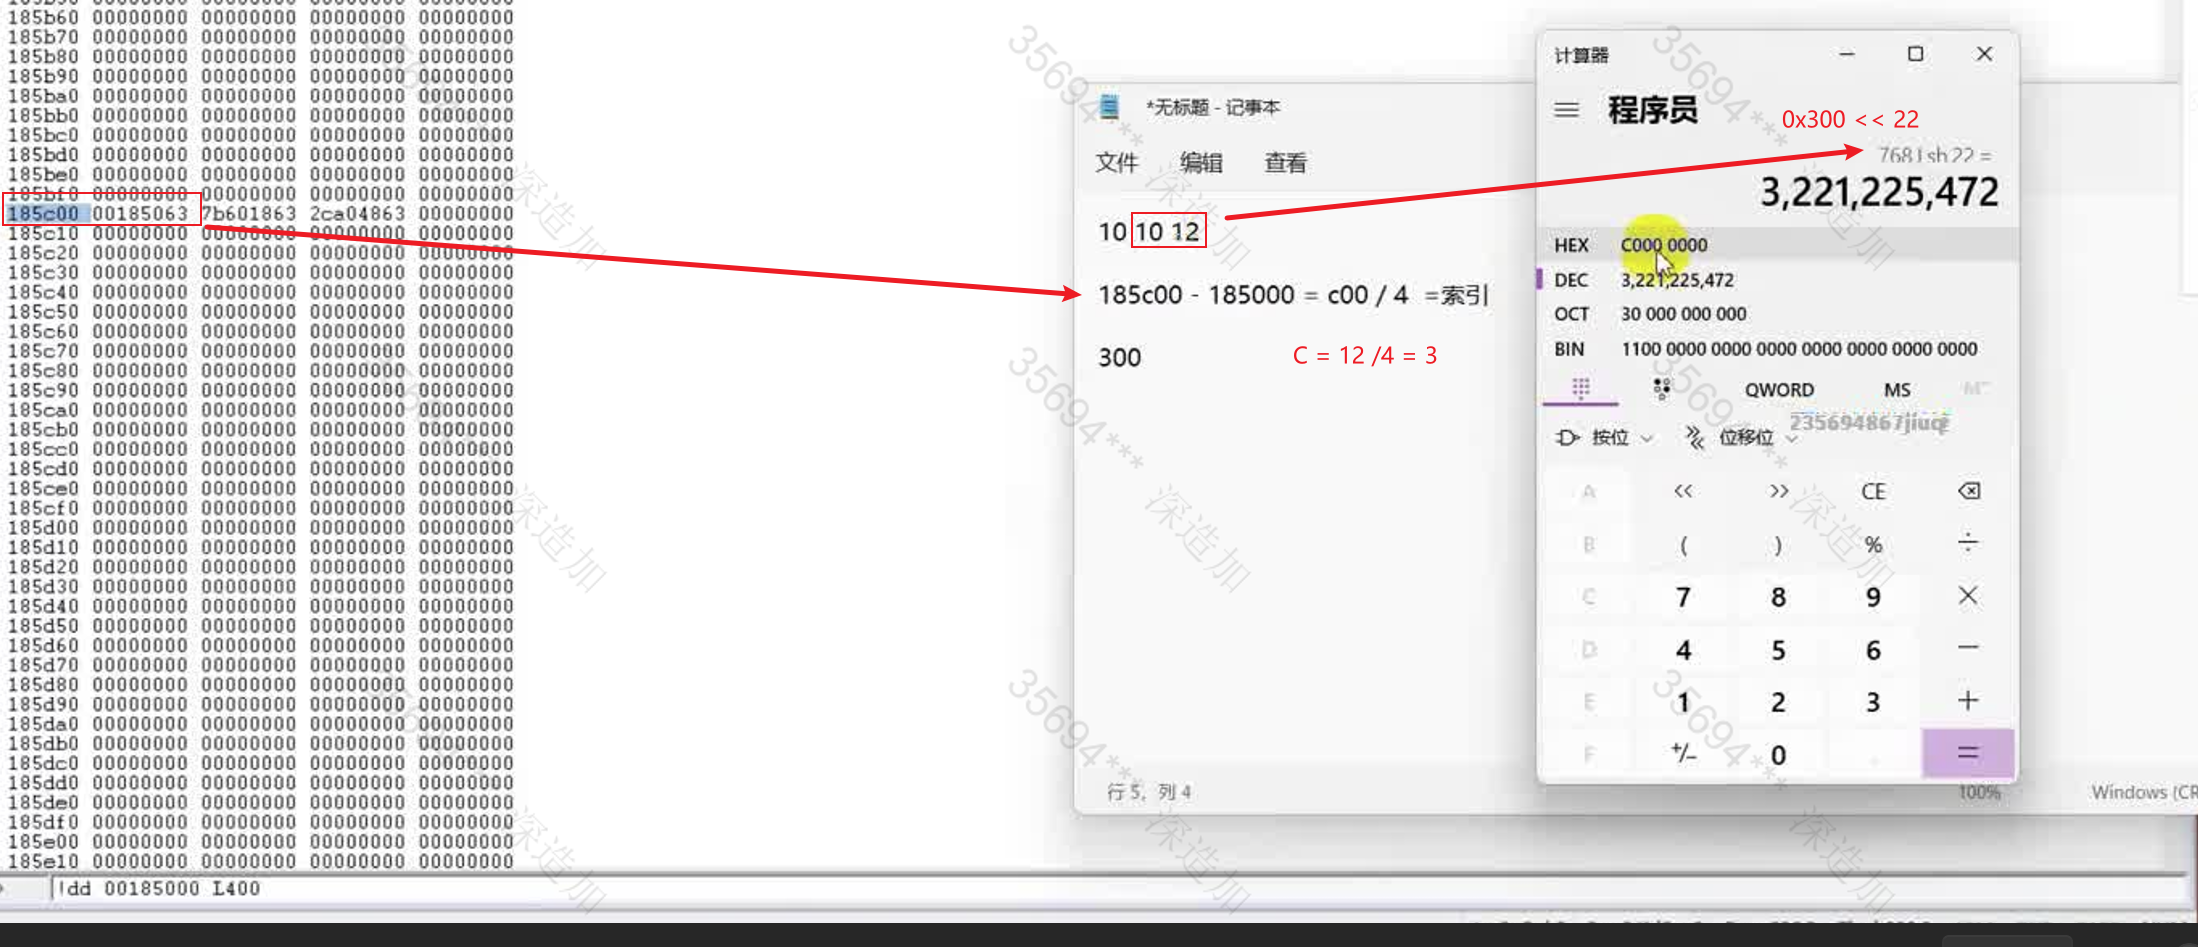 185b60 00000000 00000000 00000000 00000000
185b70 00000000 00000000 00000000 00000000
185b80 00000000 00000000 00000000 00000000
185b90 00000000 00000000 00000000 00000000
185ba0 00000000 00000000 00000000 00000000
185bb0 00000000 00000000 00000000 00000000
185bc0 00000000 00000000 00000000 00000000
185bd0 00000000 00000000 00000000 00000000
185be0 00000000 00000000 00000000 00000000
185bf0 00000000 00000000 00000000 00000000
185c00 00185063 7b601863 2ca04863 00000000
185c10 00000000 00000000 00000000 00000000
185c20 00000000 00000000 00000000 00000000
185c30 00000000 00000000 00000000 00000000
185c40 00000000 00000000 00000000 00000000
185c50 00000000 00000000 00000000 00000000
185c60 00000000 00000000 00000000 00000000
185c70 00000000 00000000 00000000 00000000
185c80 00000000 00000000 00000000 00000000
185c90 00000000 00000000 00000000 00000000
185ca0 00000000 00000000 00000000 00000000
185cb0 00000000 00000000 00000000 00000000
185cc0 00000000 00000000 00000000 00000000
185cd0 00000000 00000000 00000000 00000000
185ce0 00000000 00000000 00000000 00000000
185cf0 00000000 00000000 00000000 00000000
185d00 00000000 00000000 00000000 00000000
185d10 00000000 00000000 00000000 00000000
185d20 00000000 00000000 00000000 00000000
185d30 00000000 00000000 00000000 00000000
185d40 00000000 00000000 00000000 00000000
185d50 00000000 00000000 00000000 00000000
185d60 00000000 00000000 00000000 00000000
185d70 00000000 00000000 00000000 00000000
185d80 00000000 00000000 00000000 00000000
185d90 00000000 00000000 00000000 00000000
185da0 00000000 00000000 00000000 00000000
185db0 00000000 00000000 00000000 00000000
185dc0 00000000 00000000 00000000 00000000
185dd0 00000000 00000000 00000000 00000000
185de0 00000000 00000000 00000000 00000000
185df0 00000000 00000000 00000000 00000000
185e00 00000000 00000000 00000000 00000000
185e10 00000000 00000000 00000000 00000000
!dd 00185000 L400
*无标题 - 记事本
文件 编辑 查看
10 10 12
185c00 - 185000 = c00 / 4 =索引
300
C = 12 /4 = 3
行 5, 列 4
100%
Windows (CR
计算器
程序员
0x300 << 22
768 Lsh 22 =
3,221,225,472
HEX C000 0000
DEC 3,221,225,472
OCT 30 000 000 000
BIN 1100 0000 0000 0000 0000 0000 0000 0000
QWORD MS
235694867jiuqi
按位 位移位
A << >> CE
B ( ) % ÷
C 7 8 9 ×
D 4 5 6 −
E 1 2 3 +
F +/− 0 . =
35694***
深造加